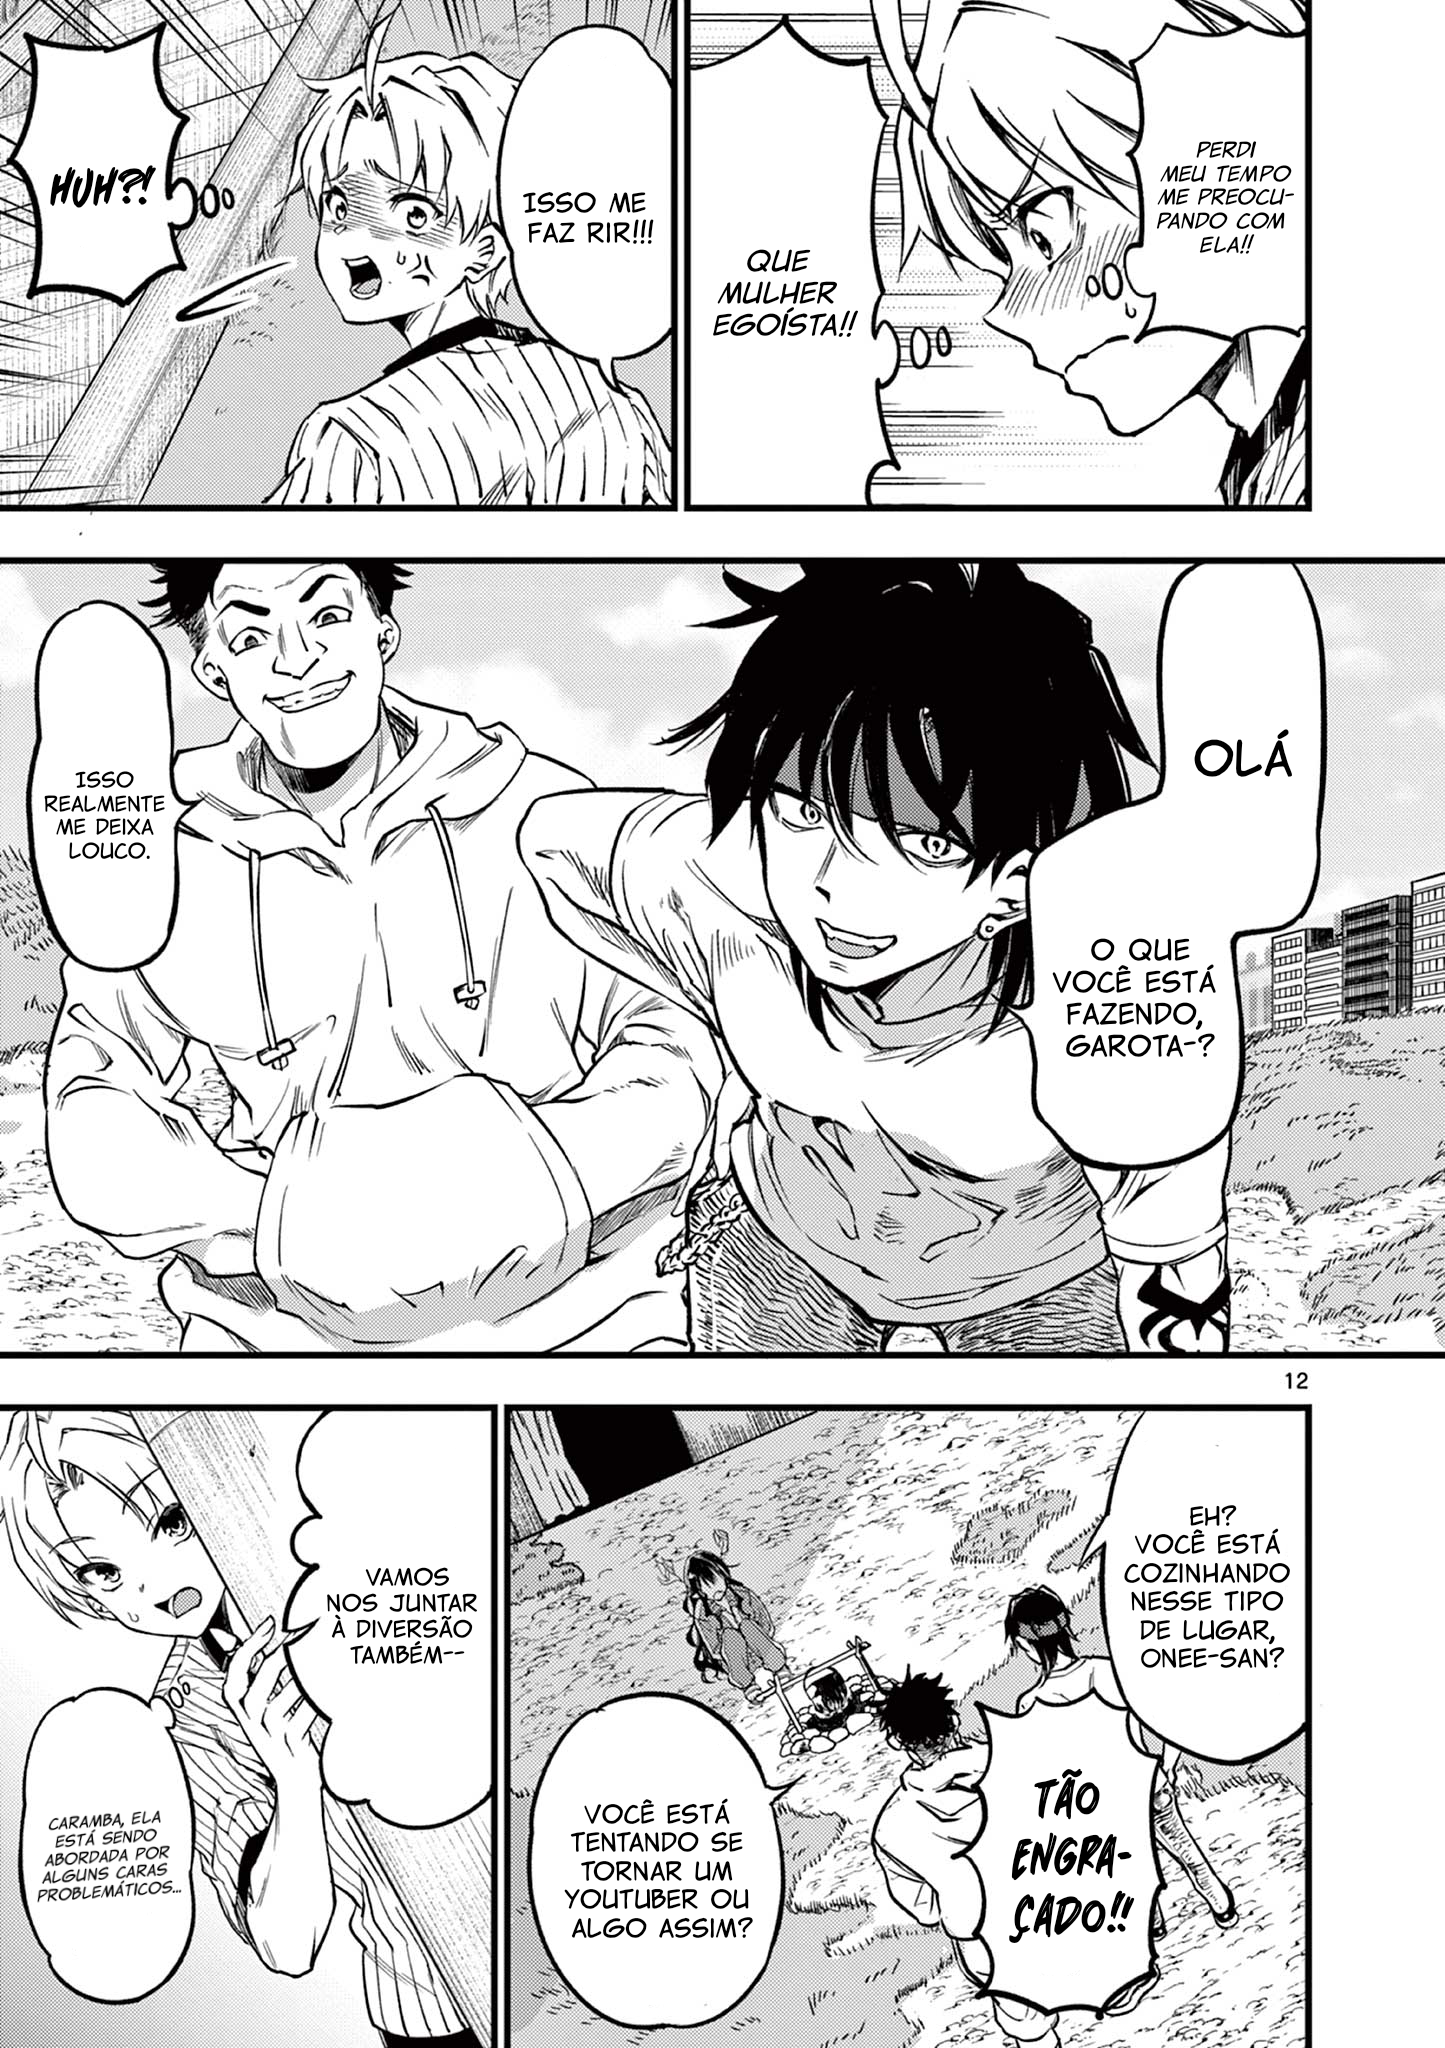 PERDI
MEU TEMPO
ME PREOCU-
PANDO COM
ELA!!
QUE
MULHER
EGOÍSTA!!
ISSO ME
FAZ RIR!!!
HUH?!
OLÁ
O QUE
VOCÊ ESTÁ
FAZENDO,
GAROTA-?
ISSO
REALMENTE
ME DEIXA
LOUCO.
12
EH?
VOCÊ ESTÁ
COZINHANDO
NESSE TIPO
DE LUGAR,
ONEE-SAN?
TÃO
ENGRA-
ÇADO!!
VOCÊ ESTÁ
TENTANDO SE
TORNAR UM
YOUTUBER OU
ALGO ASSIM?
VAMOS
NOS JUNTAR
À DIVERSÃO
TAMBÉM--
CARAMBA, ELA
ESTÁ SENDO
ABORDADA POR
ALGUNS CARAS
PROBLEMÁTICOS...